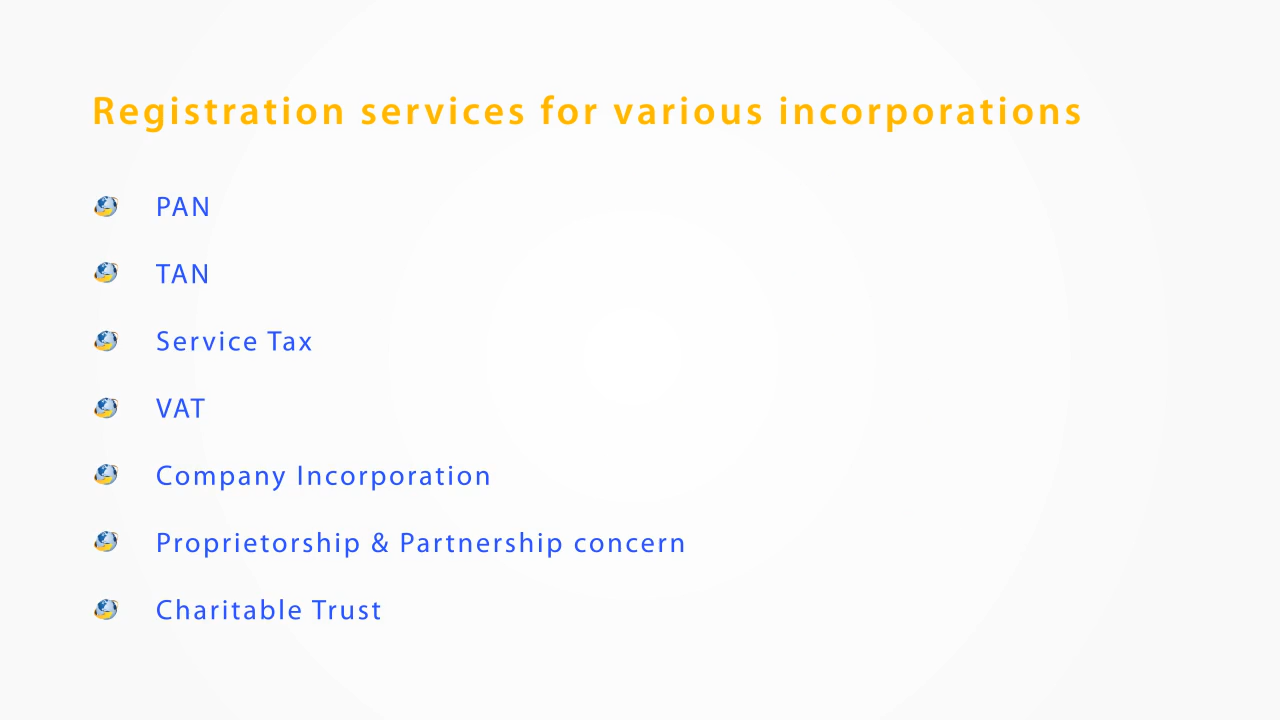 Registration services for various incorporations
PAN
TAN
Service Tax
VAT
Company Incorporation
Proprietorship & Partnership concern
Charitable Trust